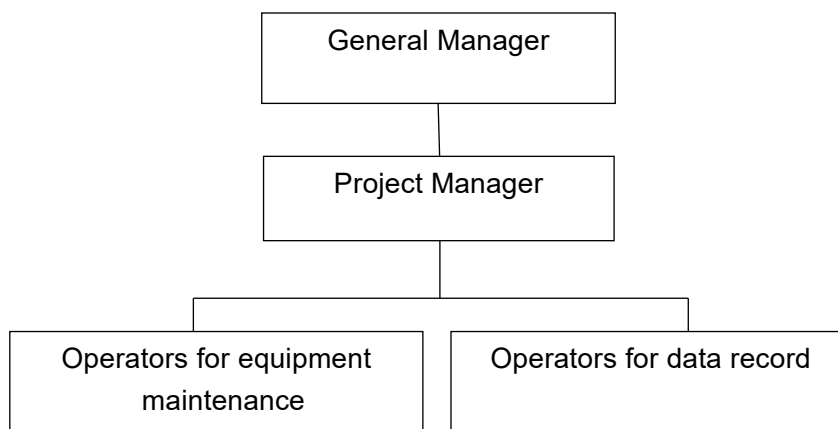 General Manager
Project Manager
Operators for equipment
maintenance
Operators for data record